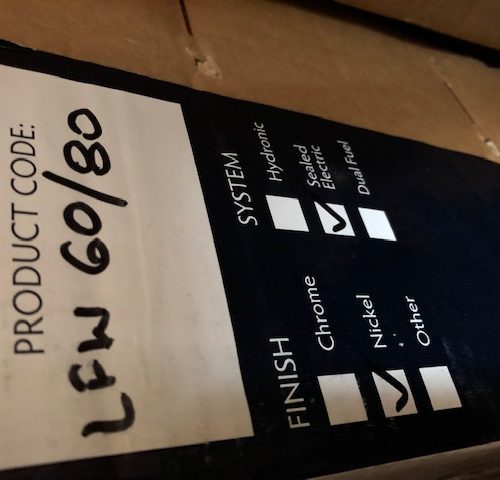 PRODUCT CODE:
LFW 60/80
FINISH
Chrome
Nickel
Other
SYSTEM
Hydronic
Sealed
Electric
Dual Fuel